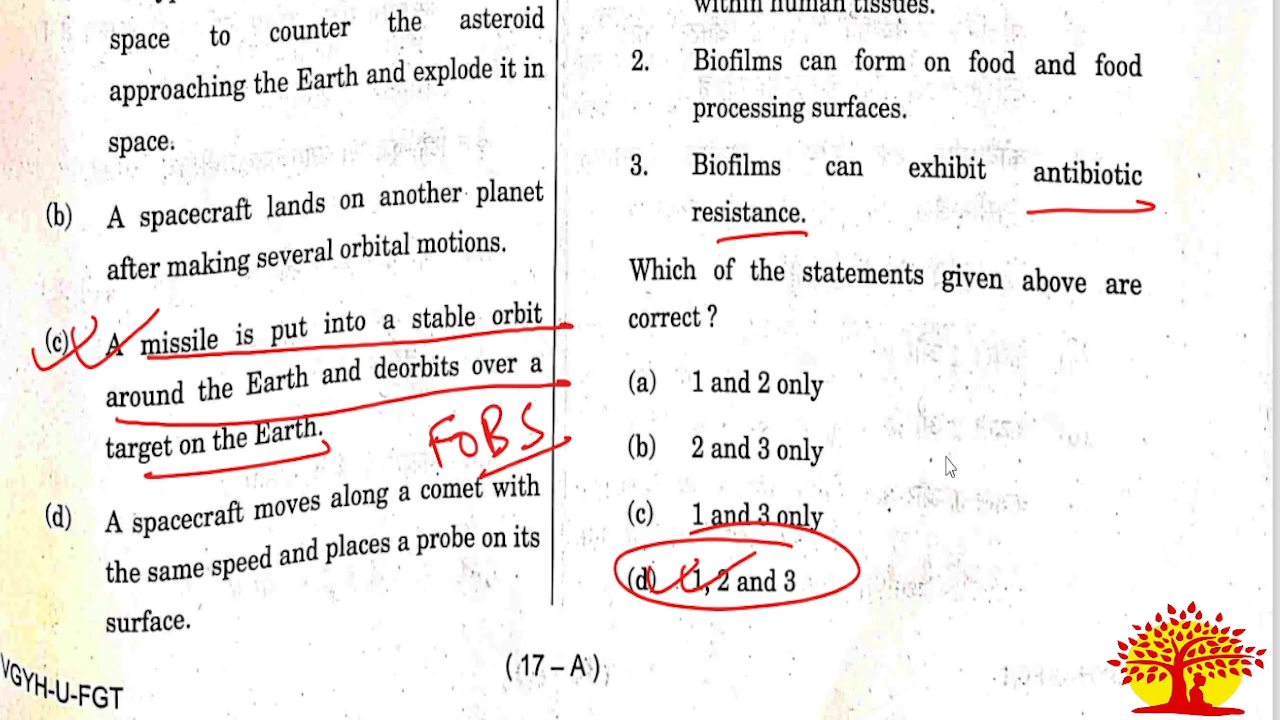 space to counter the asteroid
approaching the Earth and explode it in
space.
(b) A spacecraft lands on another planet
after making several orbital motions.
(c) A missile is put into a stable orbit
around the Earth and deorbits over a
target on the Earth.
FOBS
(d) A spacecraft moves along a comet with
the same speed and places a probe on its
surface.
within human tissues.
2. Biofilms can form on food and food
processing surfaces.
3. Biofilms can exhibit antibiotic
resistance.
Which of the statements given above are
correct ?
(a) 1 and 2 only
(b) 2 and 3 only
(c) 1 and 3 only
(d) 1, 2 and 3
VGYH-U-FGT
( 17 – A )